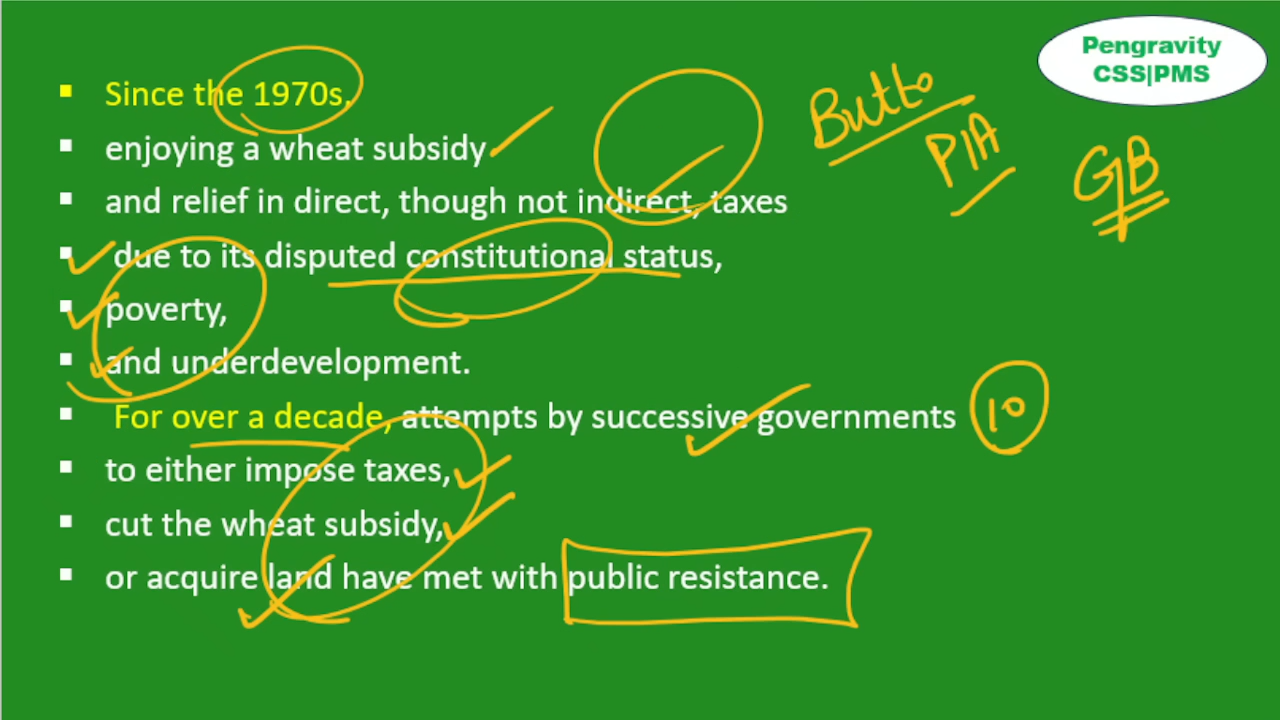 Pengravity
CSS|PMS
Since the 1970s,
enjoying a wheat subsidy
and relief in direct, though not indirect, taxes
due to its disputed constitutional status,
poverty,
and underdevelopment.
For over a decade, attempts by successive governments
to either impose taxes,
cut the wheat subsidy,
or acquire land have met with public resistance.
Butto
PIA
GB
10